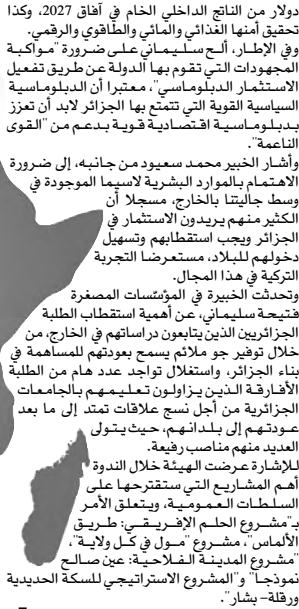 دولار من الناتج الداخلي الخام في آفاق 2027، وكذا
تحقيق أمنها الغذائي والمائي والطاقوي والرقمي.
وفي الإطار، ألح سليماني على ضرورة "مواكبة
المجهودات التي تقوم بها الدولة عن طريق تفعيل
الاستثمار الدبلوماسي"، معتبرا أن الدبلوماسية
السياسية القوية التي تتمتع بها الجزائر لابد أن تعزز
بدبلوماسية اقتصادية قوية بدعم من "القوى
الناعمة".
وأشار الخبير محمد سعيود من جانبه، إلى ضرورة
الاهتمام بالموارد البشرية لاسيما الموجودة في
وسط جاليتنا بالخارج، مسجلا أن
الكثير منهم يريدون الاستثمار في
الجزائر ويجب استقطابهم وتسهيل
دخولهم للبلاد، مستعرضا التجربة
التركية في هذا المجال.
وتحدثت الخبيرة في المؤسّسات المصغرة
فتيحة سليماني، عن أهمية استقطاب الطلبة
الجزائريين الذين يتابعون دراساتهم في الخارج، من
خلال توفير جو ملائم يسمح بعودتهم للمساهمة في
بناء الجزائر، واستغلال تواجد عدد هام من الطلبة
الأفارقة الذين يزاولون تعليمهم بالجامعات
الجزائرية من أجل نسج علاقات تمتد إلى ما بعد
عودتهم إلى بلدانهم، حيث يتولى
العديد منهم مناصب رفيعة.
للإشارة عرضت الهيئة خلال الندوة
أهم المشاريع التي ستقترحها على
السلطات العمومية، ويتعلق الأمر
بـ"مشروع الحلم الإفريقي: طريق
الألماس"، مشروع "مول في كل ولاية"،
"مشروع المدينة الفلاحية: عين صالح
نموذجا" و"المشروع الاستراتيجي للسكة الحديدية
ورقلة– بشار".